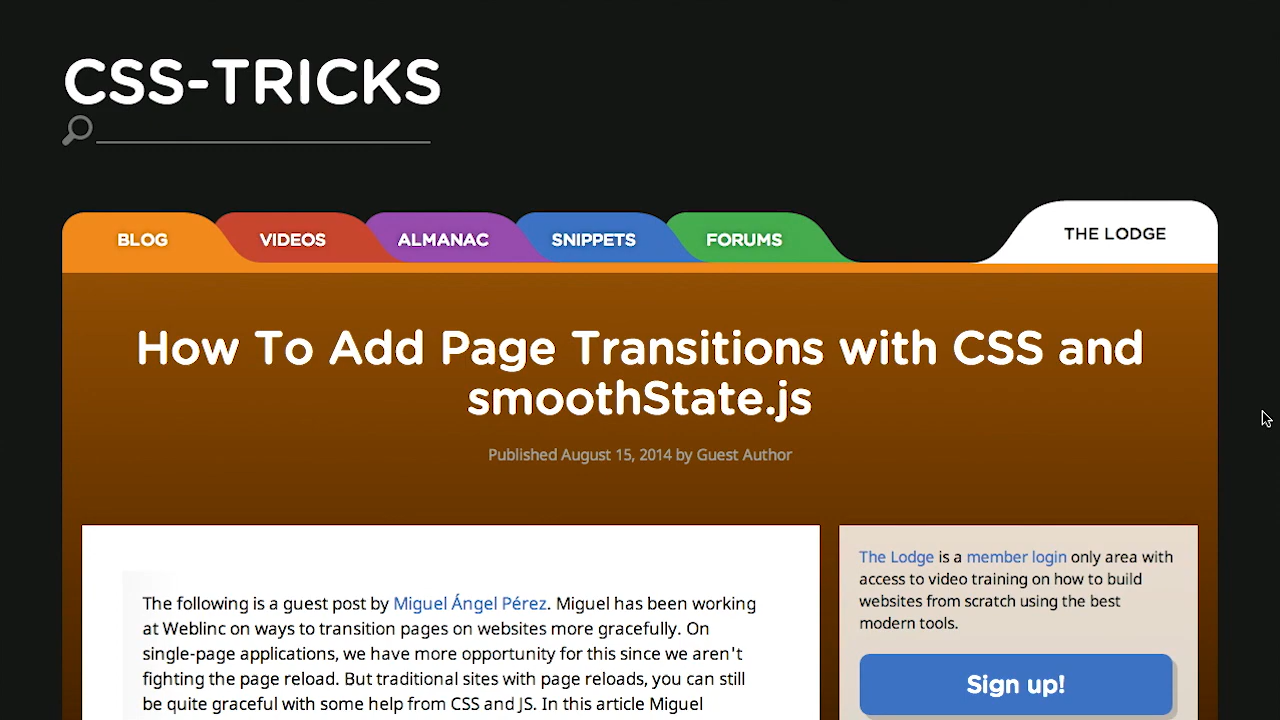 CSS-TRICKS
BLOG
VIDEOS
ALMANAC
SNIPPETS
FORUMS
THE LODGE
How To Add Page Transitions with CSS and
smoothState.js
Published August 15, 2014 by Guest Author
The following is a guest post by Miguel Ángel Pérez. Miguel has been working
at Weblinc on ways to transition pages on websites more gracefully. On
single-page applications, we have more opportunity for this since we aren't
fighting the page reload. But traditional sites with page reloads, you can still
be quite graceful with some help from CSS and JS. In this article Miguel
The Lodge is a member login only area with
access to video training on how to build
websites from scratch using the best
modern tools.
Sign up!